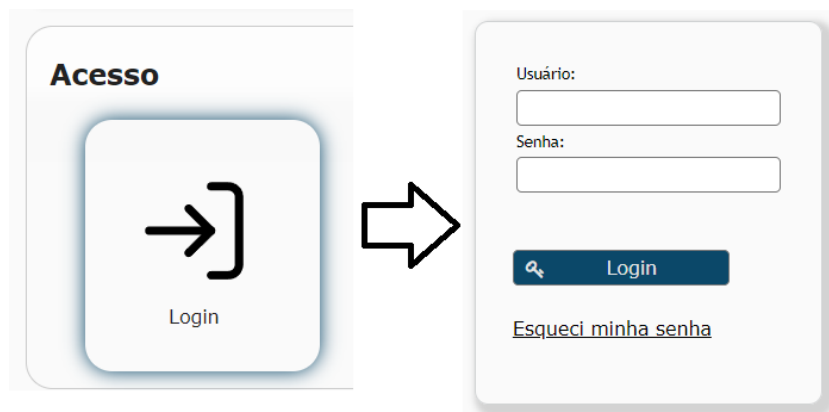 Acesso
Login
Usuário:
Senha:
Login
Esqueci minha senha